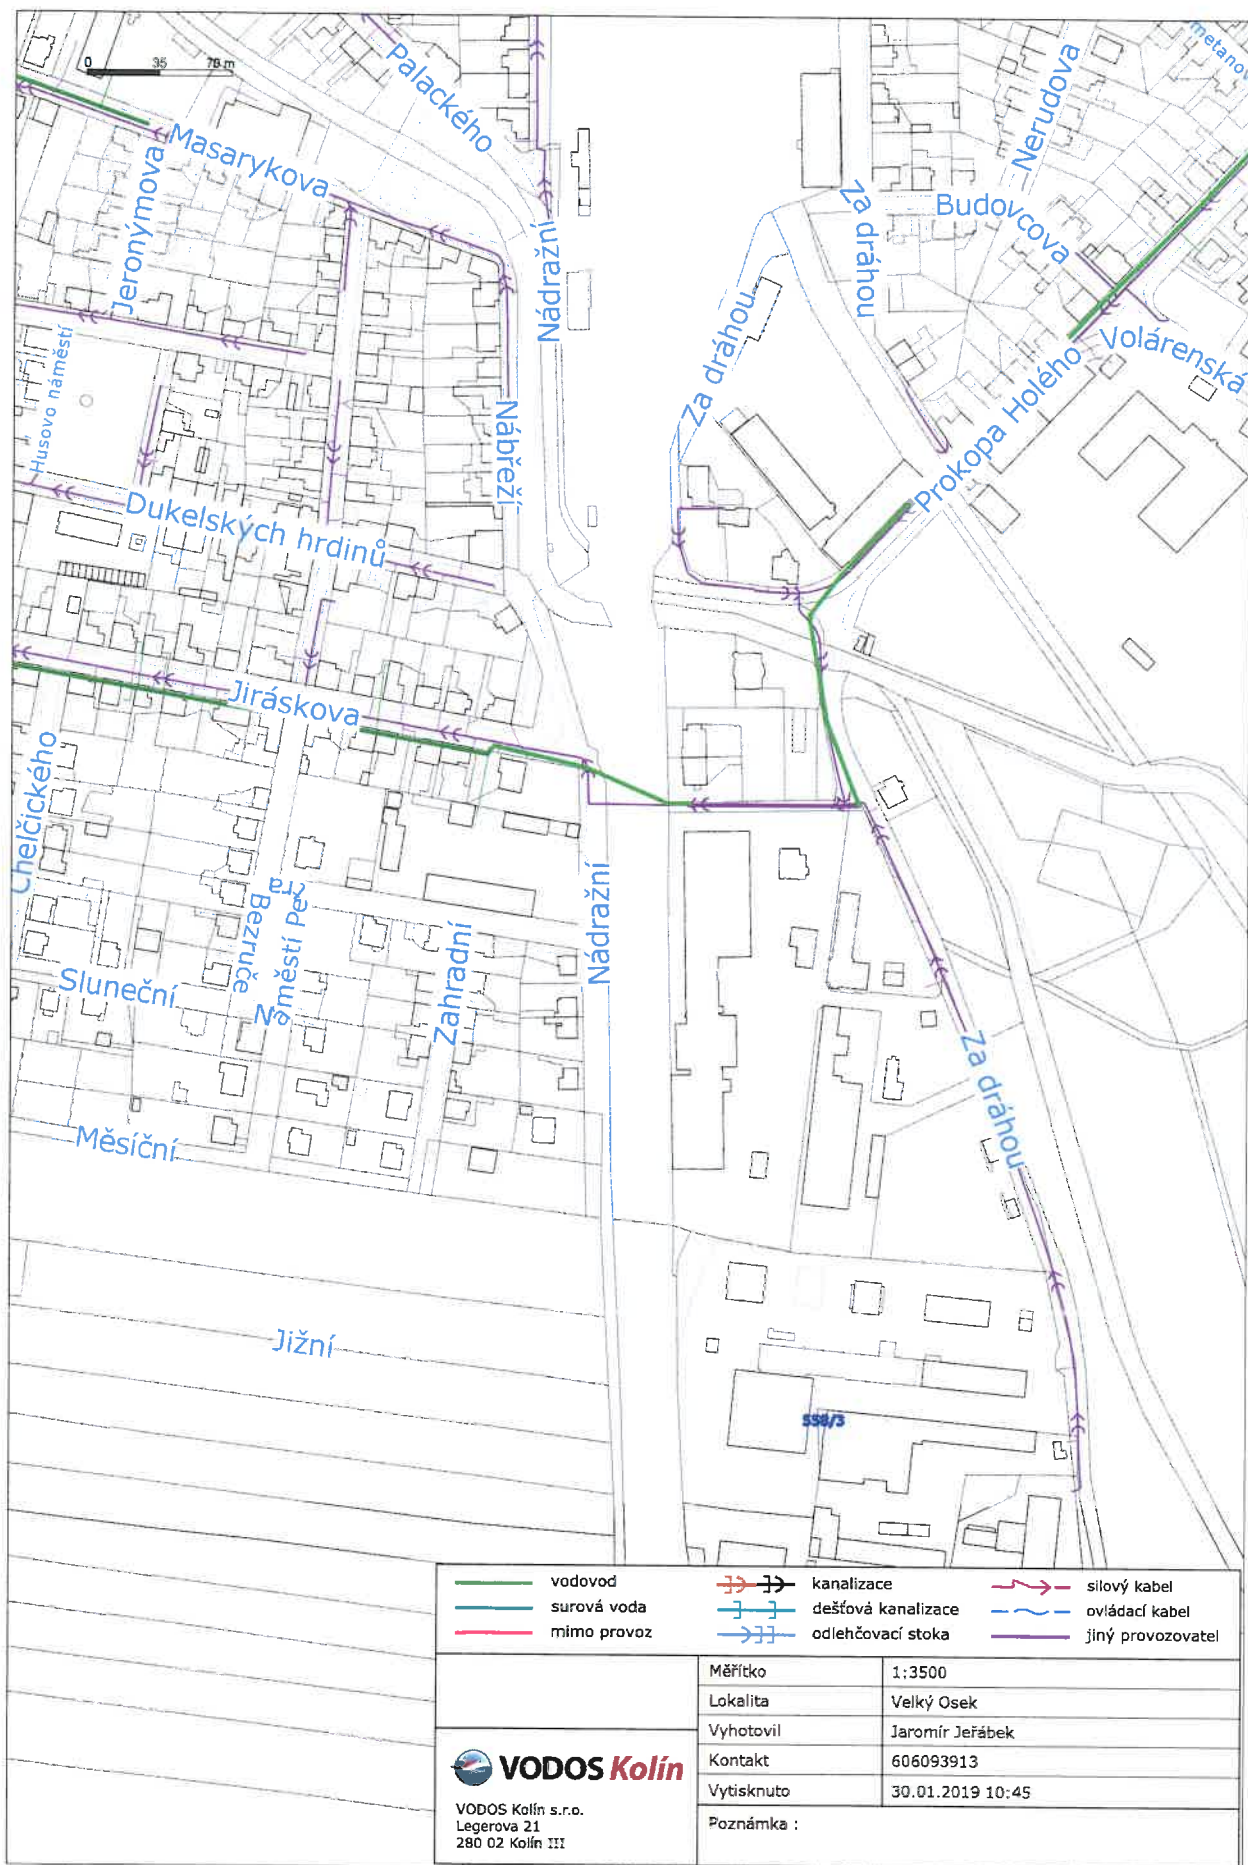 0 35 70 m
Palackého
Nerudova
Masarykova
Jeronýmova
Nádražní
Za dráhou
Budovcova
Za dráhou
Volárenská
Husovo náměstí
Nábřeží
Prokopa Holého
Dukelských hrdinů
Jiráskova
Chelčického
Náměstí Petra
Bezruče
Nádražní
Sluneční
Zahradní
Za dráhou
Měsíční
Jižní
558/3
vodovod
surová voda
mimo provoz
kanalizace
dešťová kanalizace
odlehčovací stoka
silový kabel
ovládací kabel
jiný provozovatel
Měřítko 1:3500
Lokalita Velký Osek
Vyhotovil Jaromír Jeřábek
Kontakt 606093913
Vytisknuto 30.01.2019 10:45
Poznámka :
VODOS Kolín
VODOS Kolín s.r.o.
Legerova 21
280 02 Kolín III